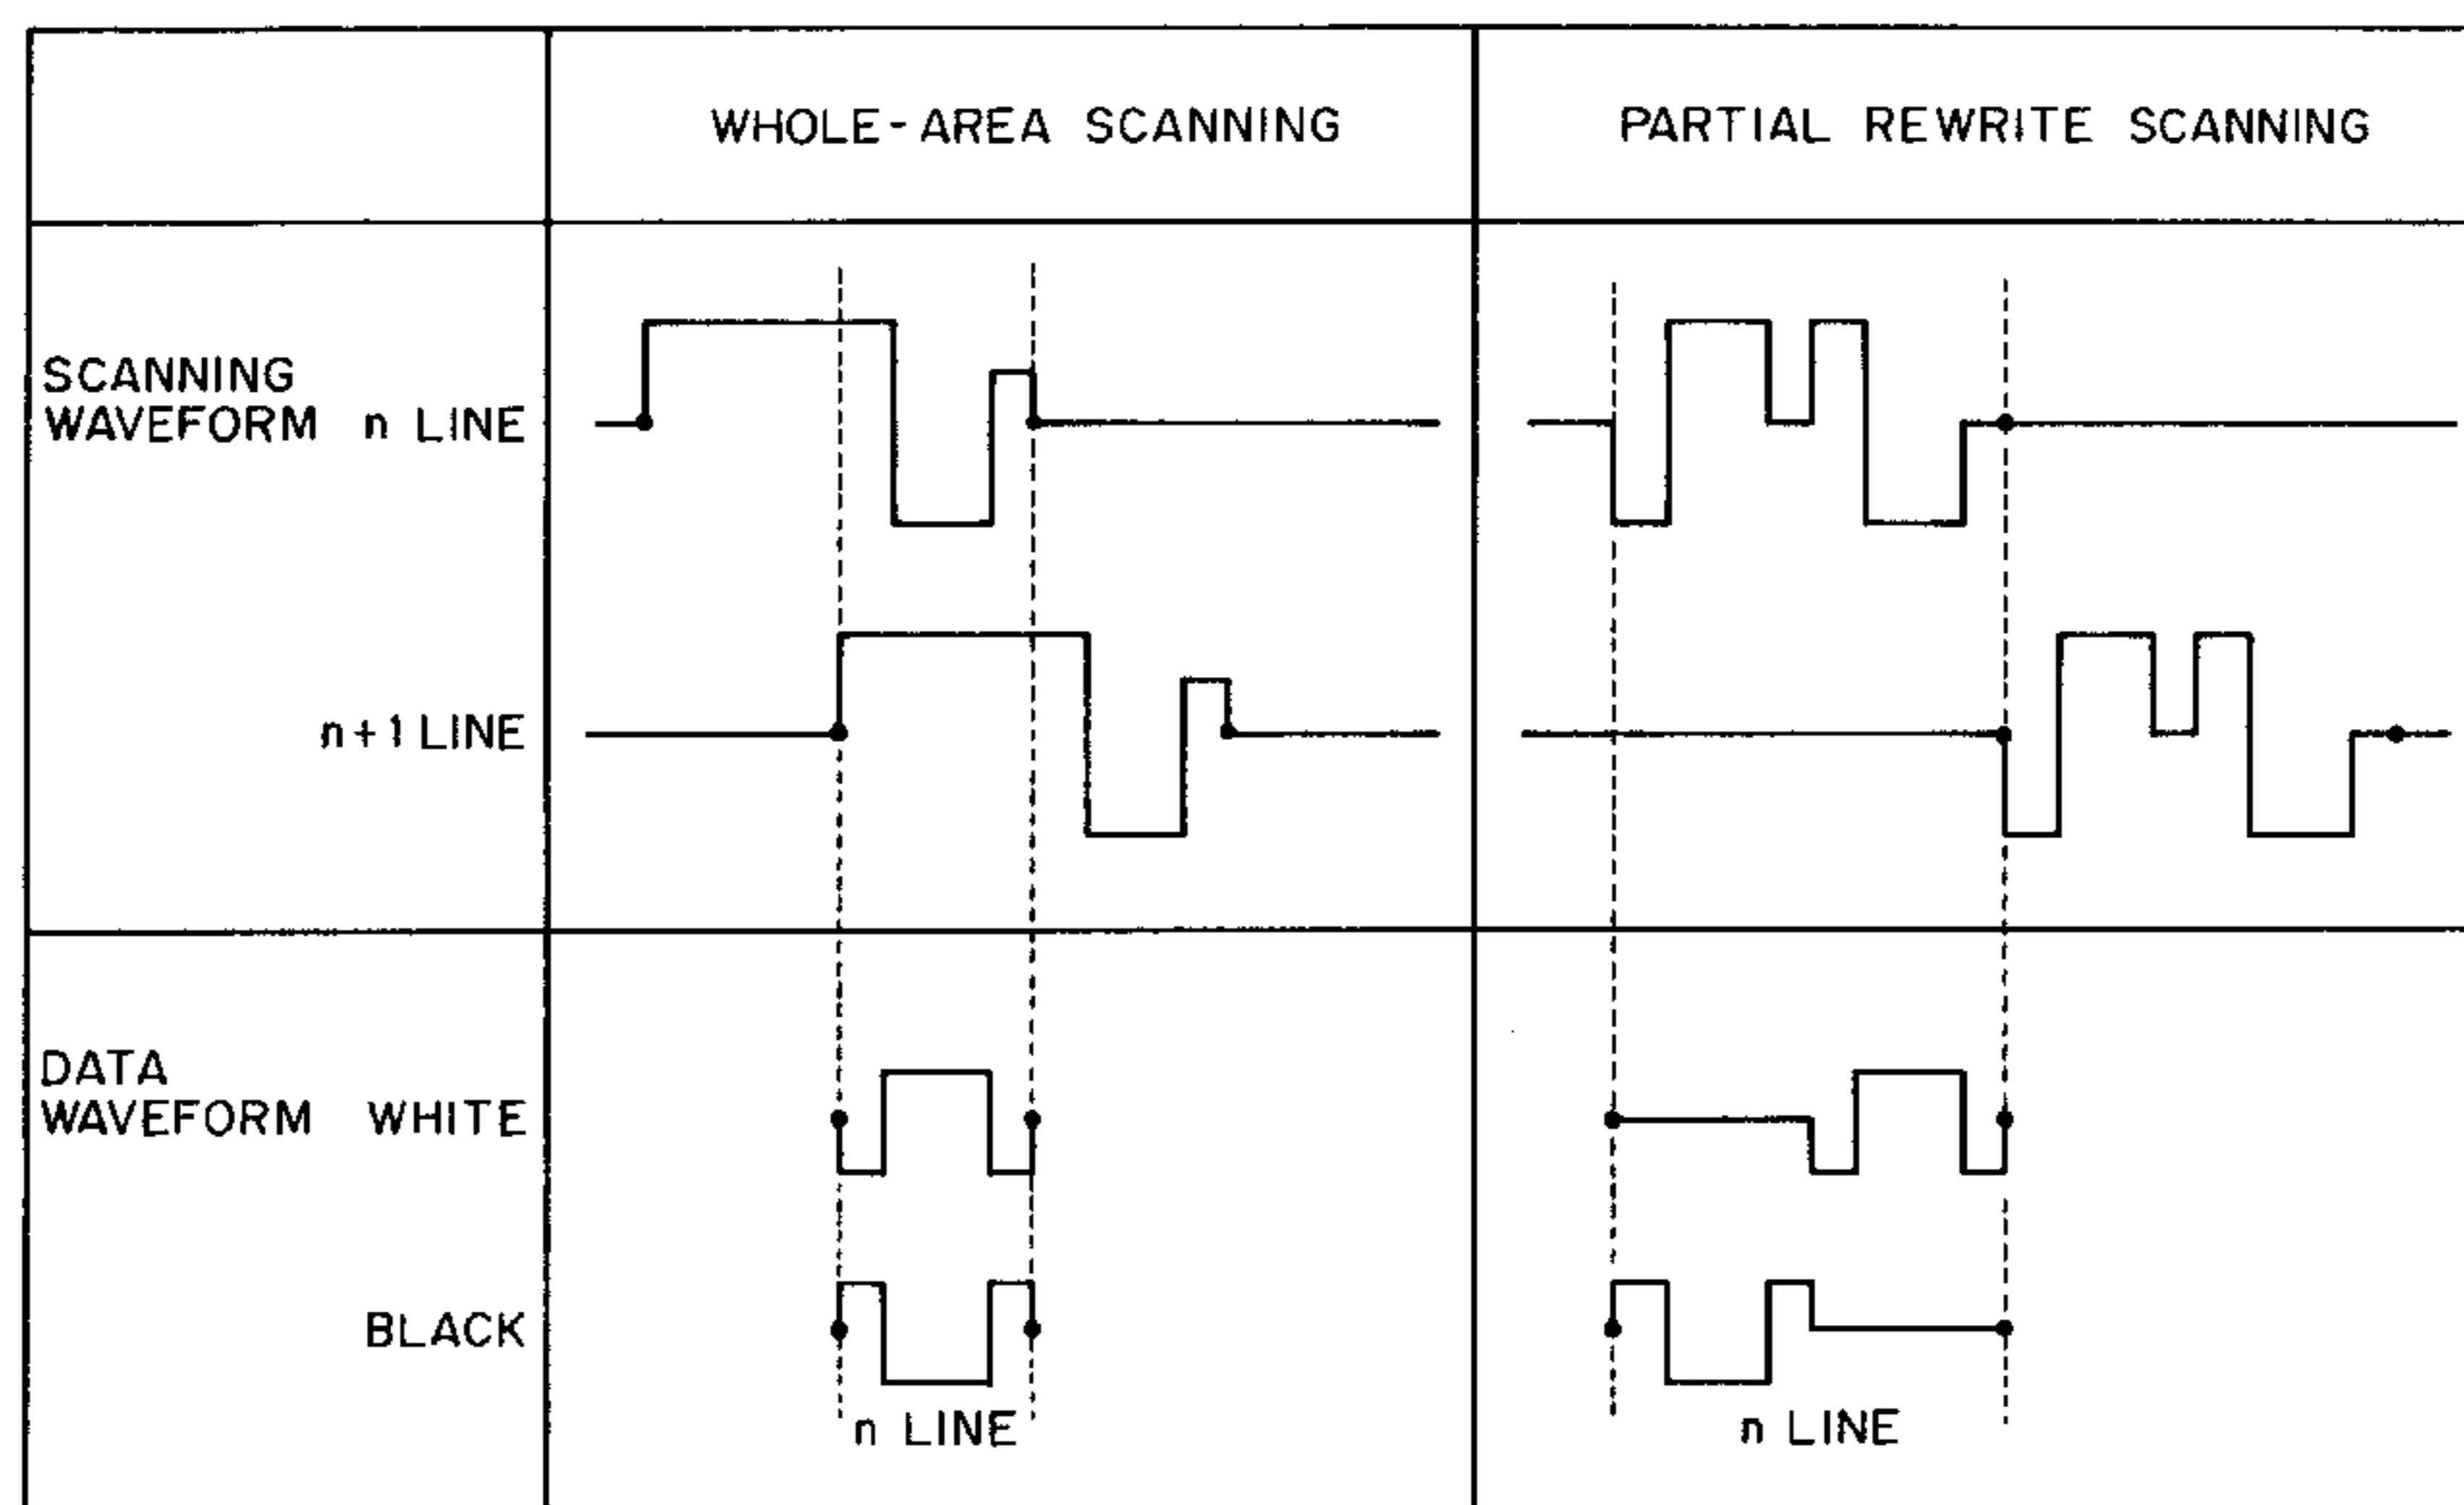 WHOLE-AREA SCANNING
PARTIAL REWRITE SCANNING
SCANNING
WAVEFORM n LINE
n+1 LINE
DATA
WAVEFORM WHITE
BLACK
n LINE
n LINE